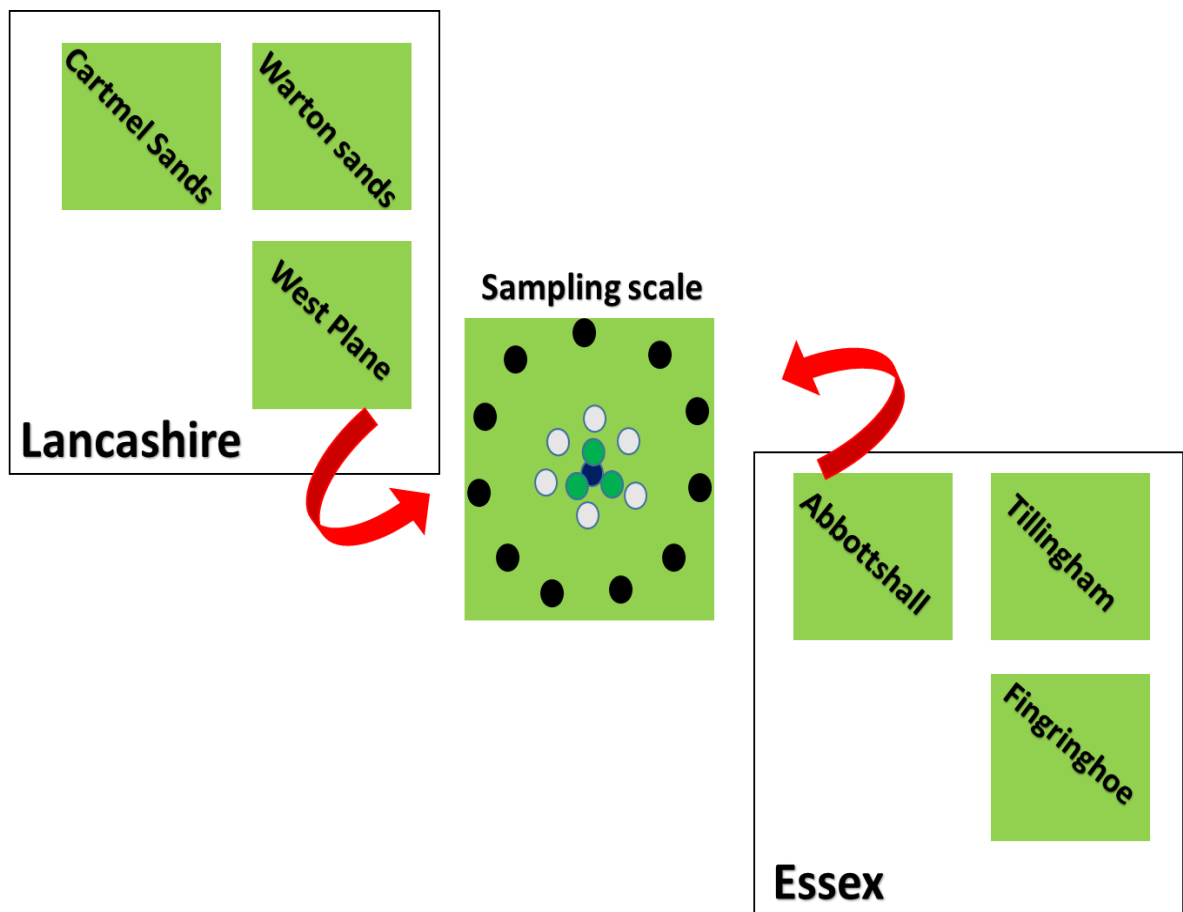 Cartmel Sands
Warton sands
West Plane
Lancashire
Sampling scale
Abbottshall
Tillingham
Fingringhoe
Essex